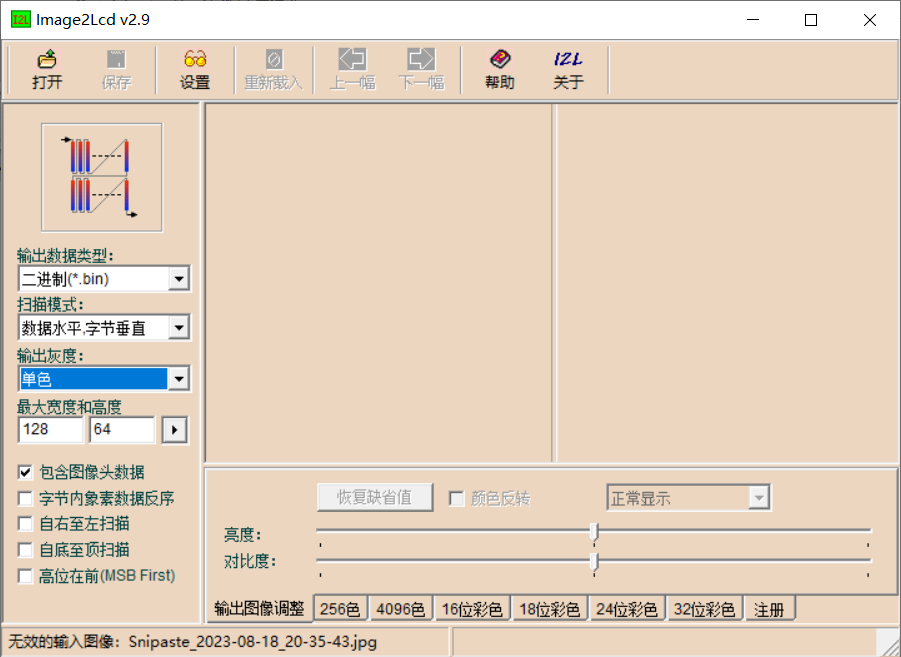 I2L Image2Lcd v2.9
打开 保存 设置 重新载入 上一幅 下一幅 帮助 I2L 关于
输出数据类型:
二进制(*.bin)
扫描模式:
数据水平,字节垂直
输出灰度:
单色
最大宽度和高度
128 64
包含图像头数据
字节内象素数据反序
自右至左扫描
自底至顶扫描
高位在前(MSB First)
恢复缺省值 颜色反转 正常显示
亮度:
对比度:
输出图像调整 256色 4096色 16位彩色 18位彩色 24位彩色 32位彩色 注册
无效的输入图像: Snipaste_2023-08-18_20-35-43.jpg